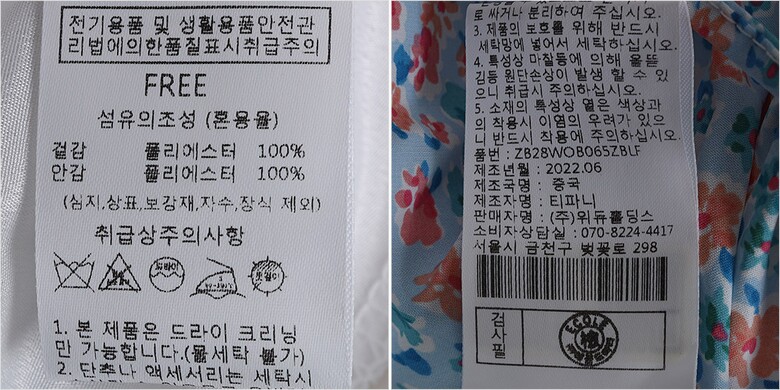 전기용품 및 생활용품안전관
리법에의한품질표시취급주의
FREE
섬유의조성 (혼용율)
겉감 폴리에스터 100%
안감 폴리에스터 100%
(심지,상표,보강재,자수,장식 제외)
취급상주의사항
드라이
1. 본 제품은 드라이 크리닝
만 가능합니다.(물세탁 불가)
2. 단추나 액세서리는 세탁시
로 싸거나 분리하여 주십시오.
3. 제품의 보호를 위해 반드시
세탁망에 넣어서 세탁하십시오.
4. 특성상 마찰등에 의해 올뜯
김등 원단손상이 발생 할 수 있
으니 취급시 주의하십시오.
5. 소재의 특성상 옅은 색상과
의 착용시 이염의 우려가 있으
니 반드시 착용에 주의하십시오.
품번 : ZB28WOB065ZBLF
제조년월 : 2022.06
제조국명 : 중국
제조자명 : 티파니
판매자명 : (주)위듀홀딩스
소비자상담실 : 070-8224-4417
서울시 금천구 벚꽃로 298
검사필
ECOLE